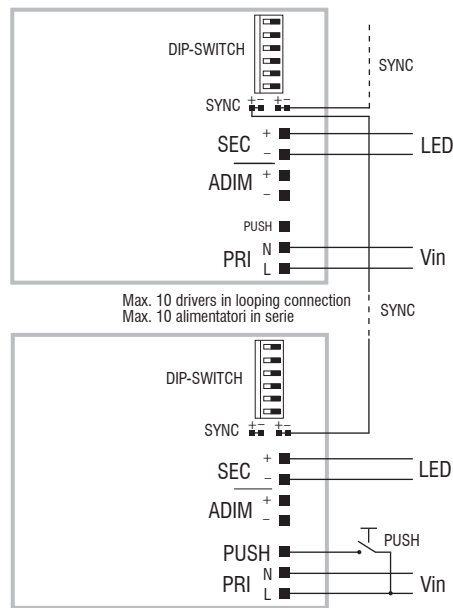 DIP-SWITCH
SYNC
SYNC + - + -
SEC + -
LED
ADIM + -
PUSH
PRI N L
Vin
Max. 10 drivers in looping connection
Max. 10 alimentatori in serie
SYNC
DIP-SWITCH
SYNC + - + -
SEC + -
LED
ADIM + -
PUSH
PUSH
PRI N L
Vin